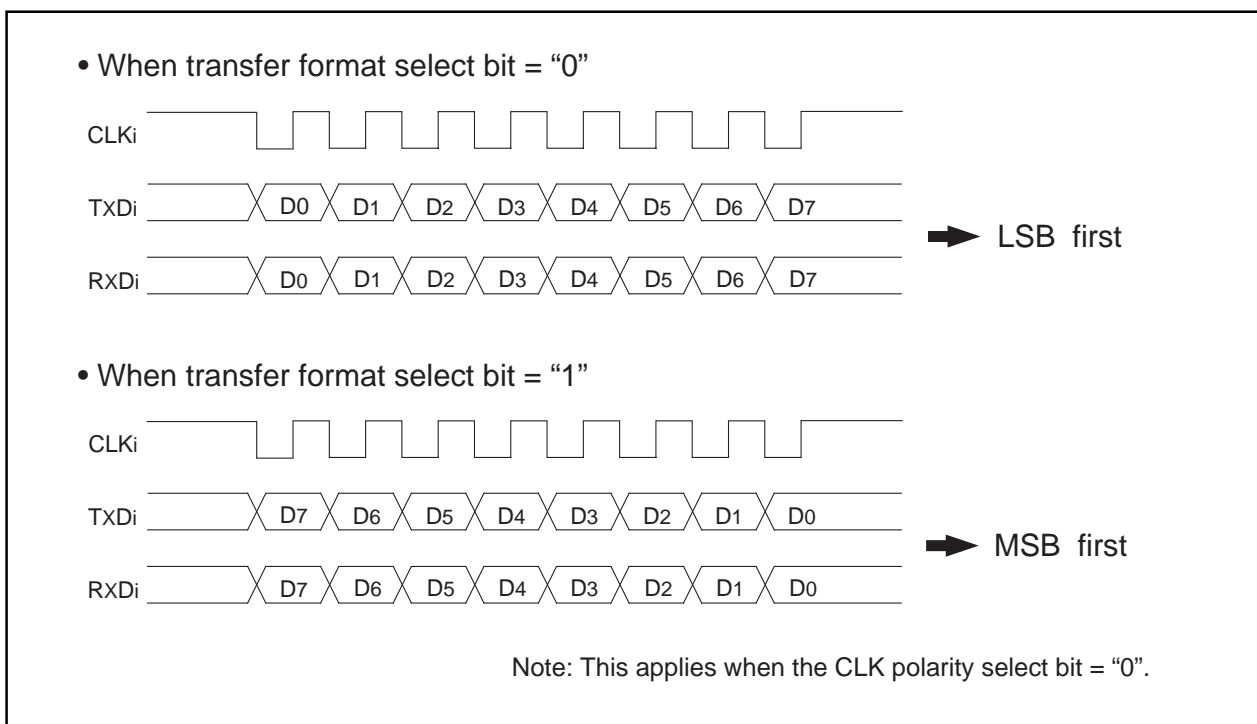 • When transfer format select bit = “0”
CLKi
TXDi D0 D1 D2 D3 D4 D5 D6 D7
RXDi D0 D1 D2 D3 D4 D5 D6 D7
LSB first
• When transfer format select bit = “1”
CLKi
TXDi D7 D6 D5 D4 D3 D2 D1 D0
RXDi D7 D6 D5 D4 D3 D2 D1 D0
MSB first
Note: This applies when the CLK polarity select bit = “0”.